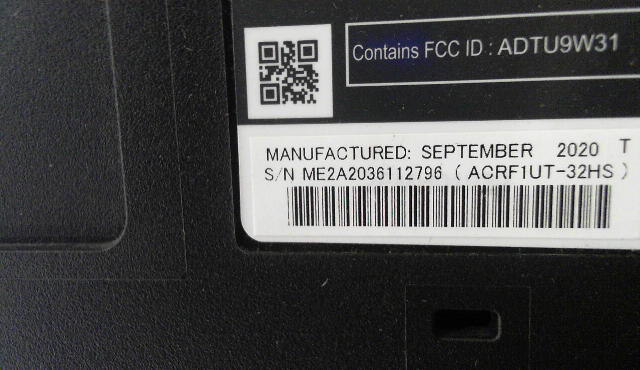 Contains FCC ID : ADTU9W31
MANUFACTURED: SEPTEMBER 2020 T
S/N ME2A2036112796 ( ACRF1UT-32HS )